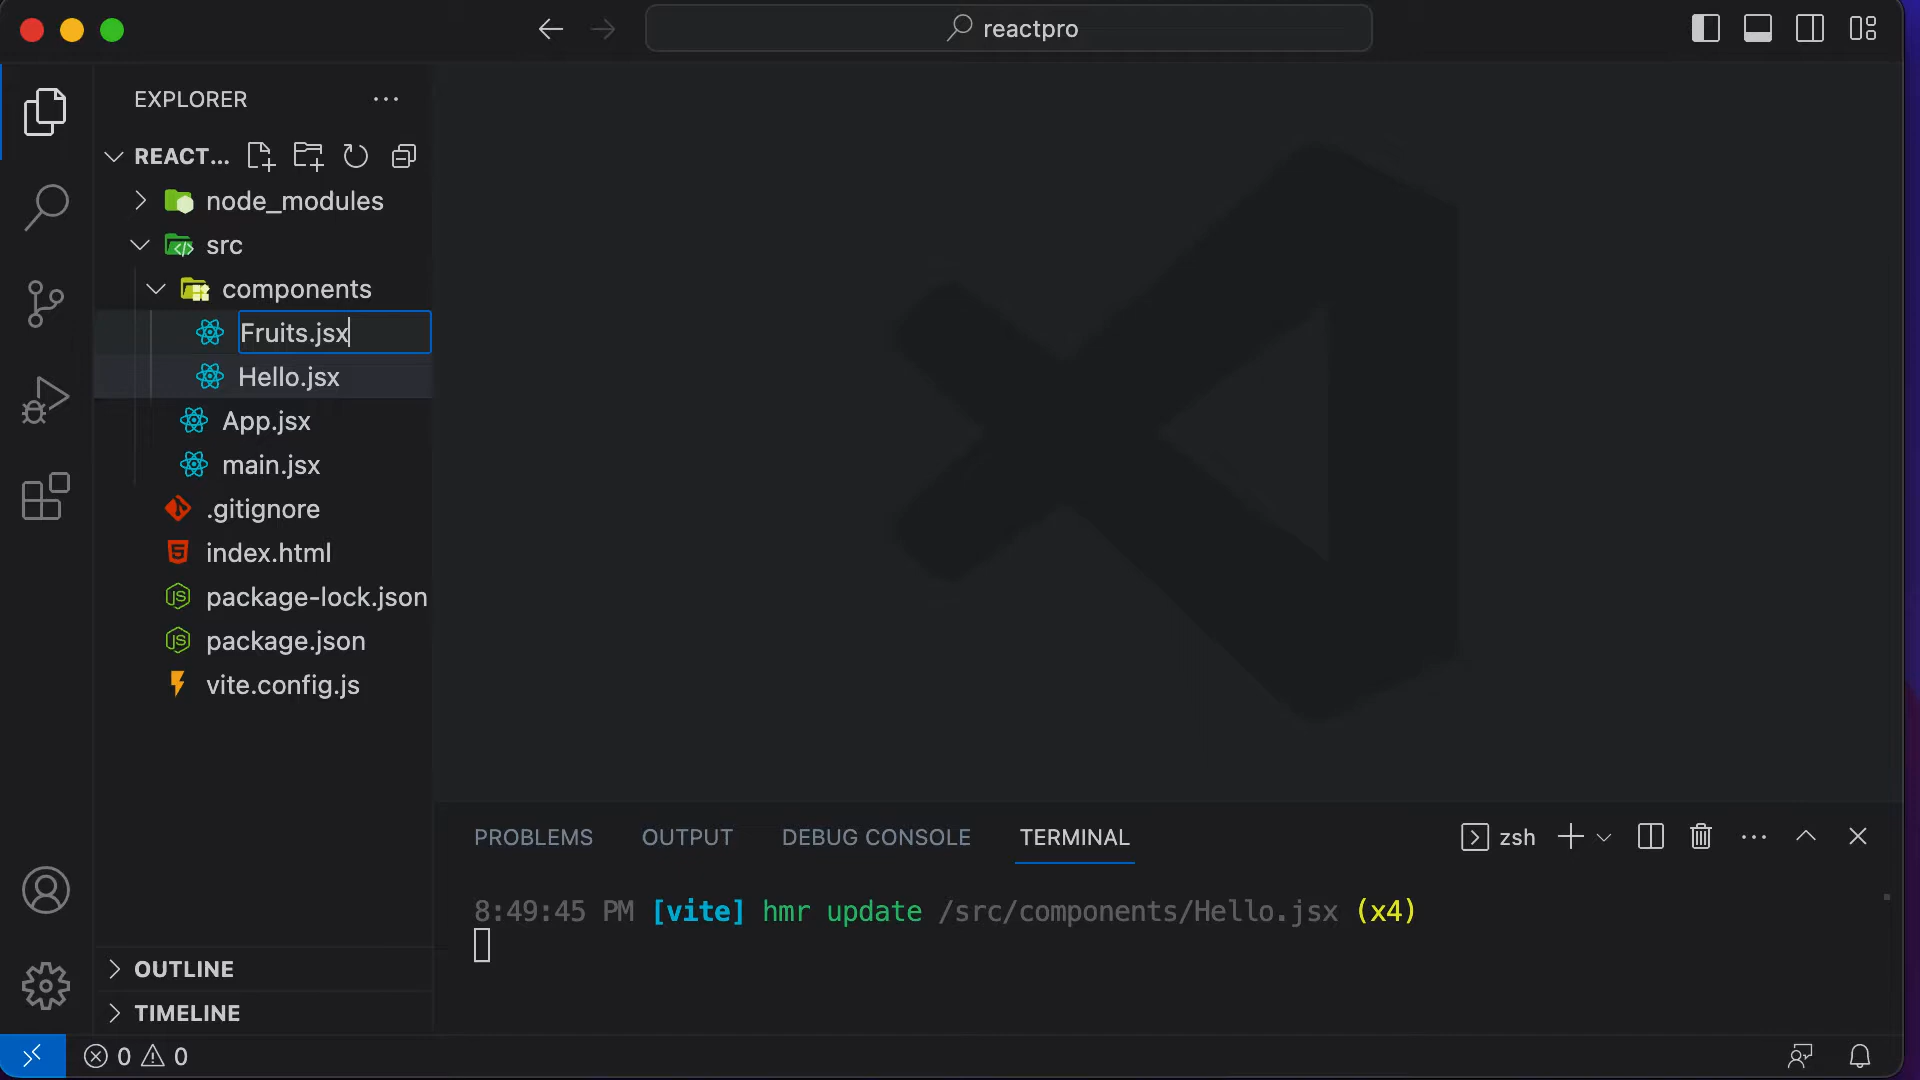 reactpro
EXPLORER
REACT...
node_modules
src
components
Fruits.jsx
Hello.jsx
App.jsx
main.jsx
.gitignore
index.html
package-lock.json
package.json
vite.config.js
PROBLEMS OUTPUT DEBUG CONSOLE TERMINAL zsh
8:49:45 PM [vite] hmr update /src/components/Hello.jsx (x4)
OUTLINE
TIMELINE
0 0